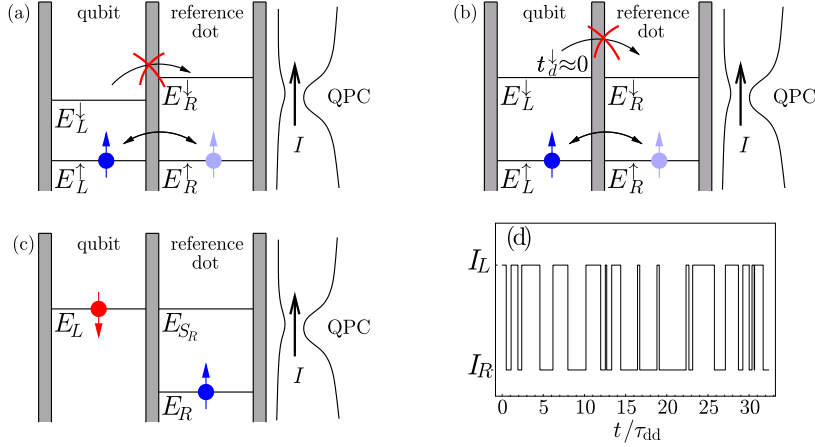 (a)
qubit
reference
dot
E_L^↓
E_R^↓
E_L^↑
E_R^↑
I
QPC
(b)
qubit
reference
dot
t_d^↓≈0
E_L^↓
E_R^↓
E_L^↑
E_R^↑
I
QPC
(c)
qubit
reference
dot
E_L
E_{S_R}
E_R
I
QPC
(d)
I_L
I_R
0 5 10 15 20 25 30
t/τ_dd